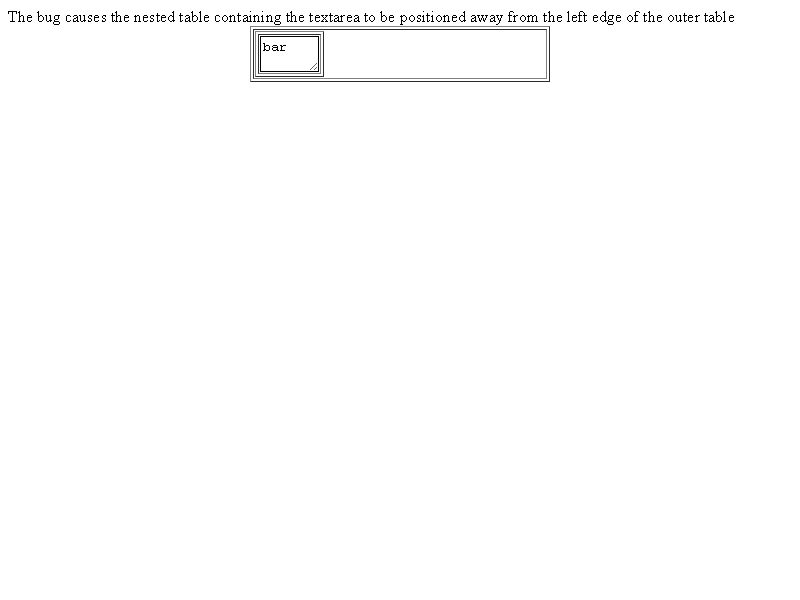 The bug causes the nested table containing the textarea to be positioned away from the left edge of the outer table
bar